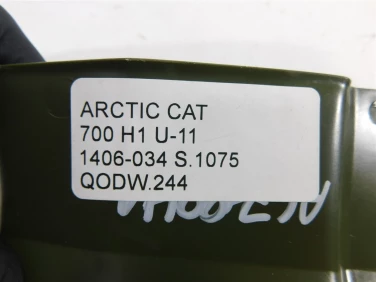 ARCTIC CAT
700 H1 U-11
1406-034 S.1075
QODW.244